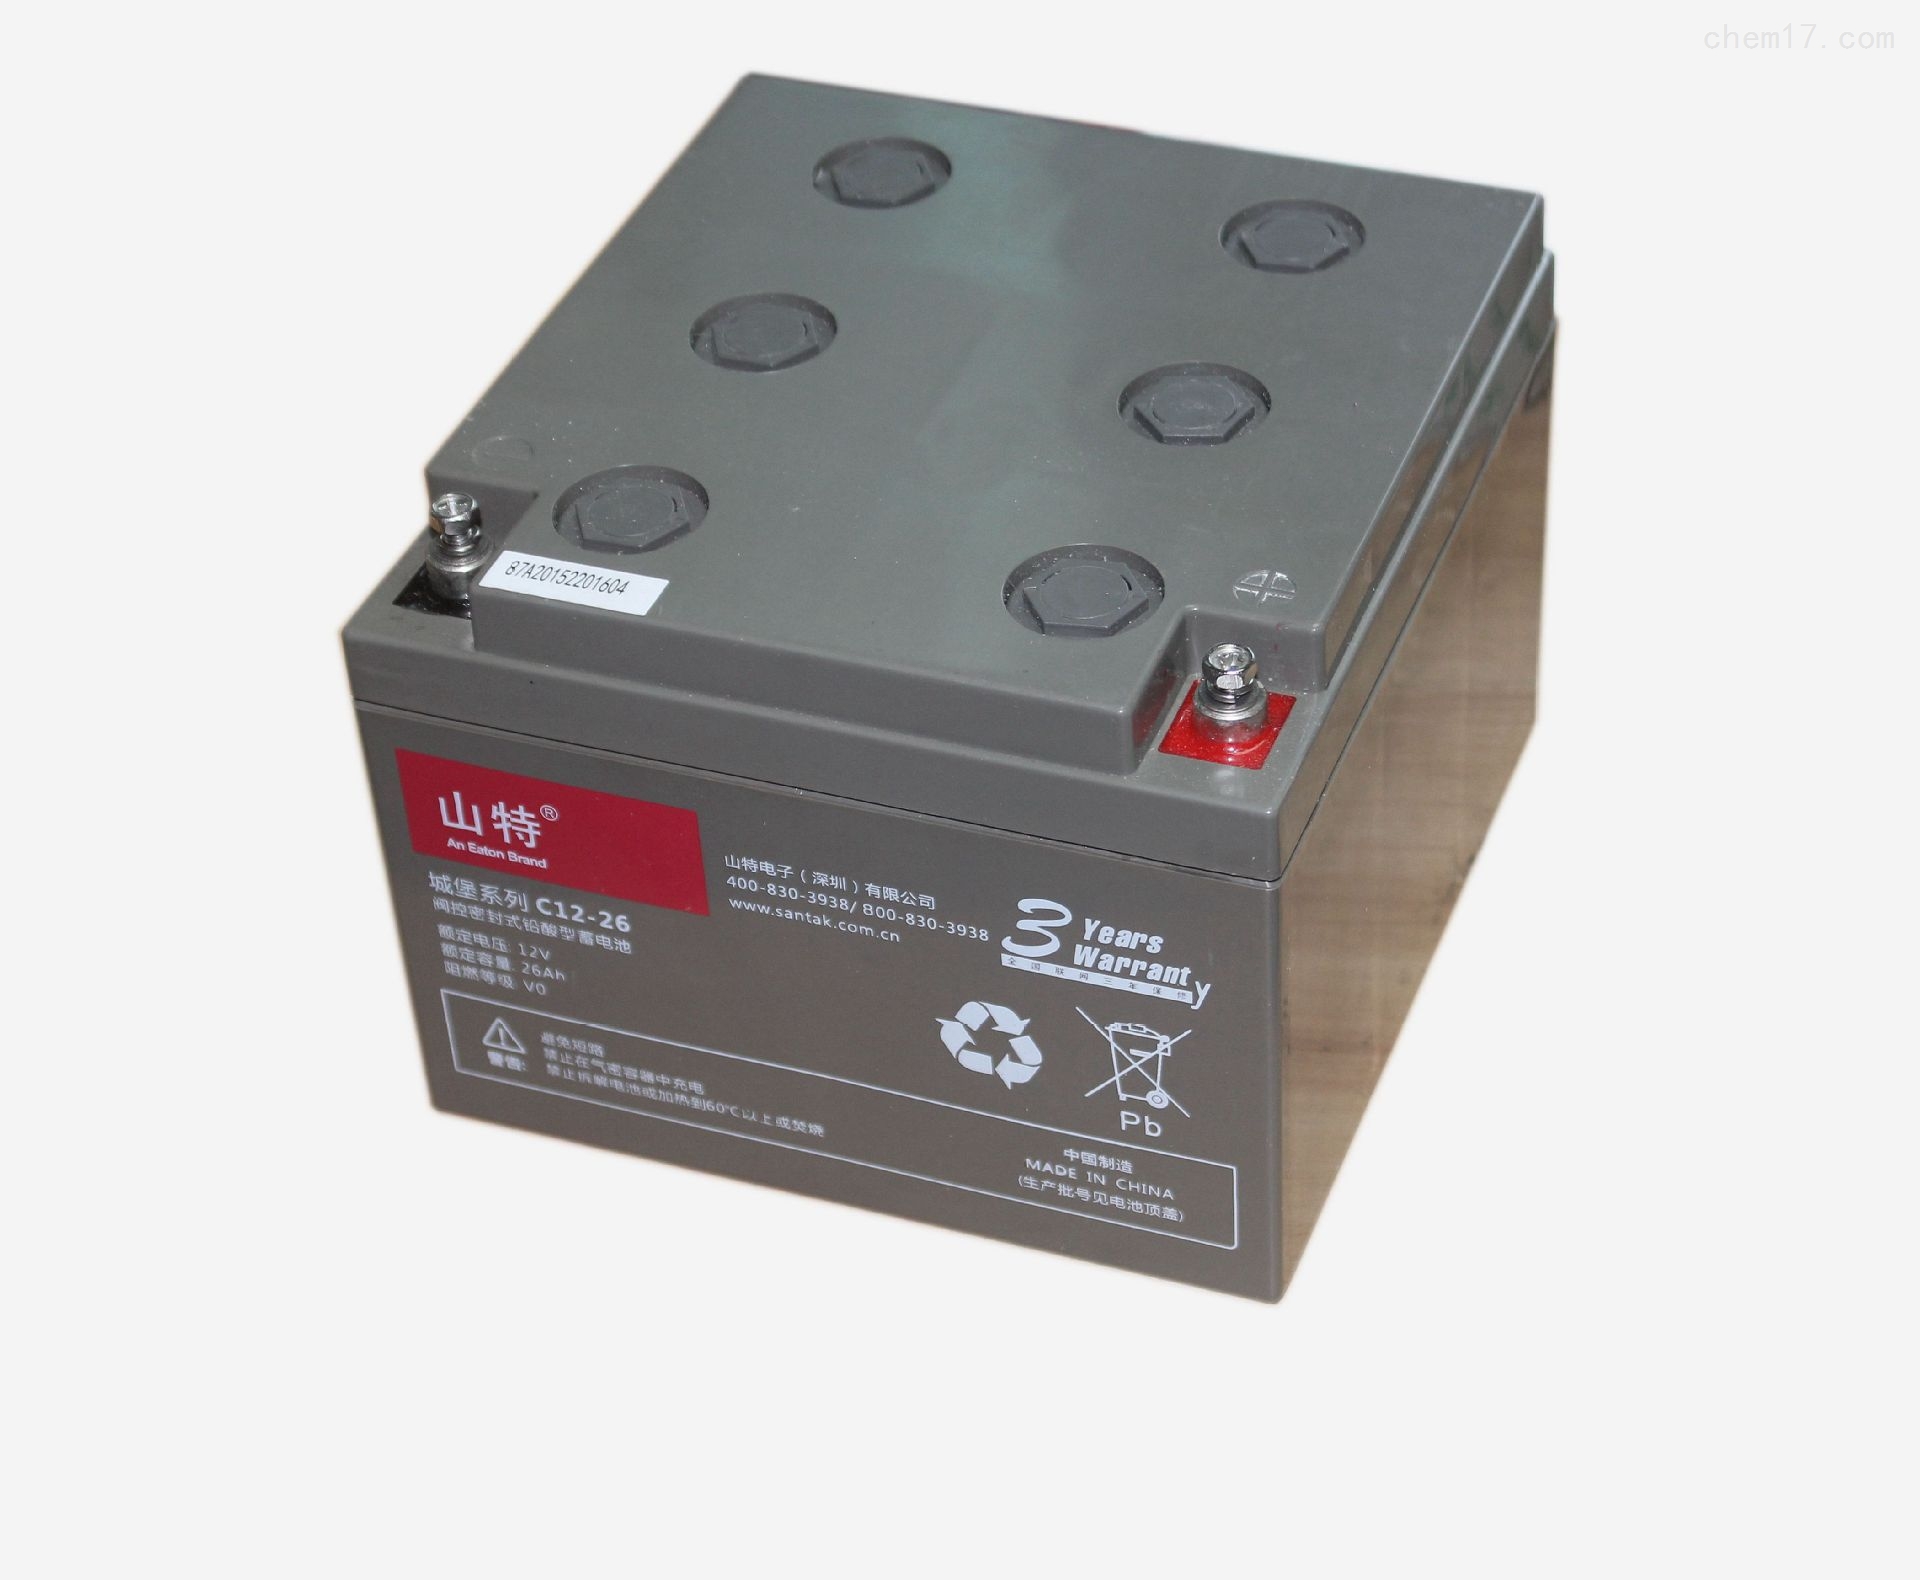 chem17.com
87A20152201604
山特®
An Eaton Brand
城堡系列 C12-26
阀控密封式铅酸型蓄电池
额定电压: 12V
额定容量: 26Ah
阻燃等级: V0
山特电子（深圳）有限公司
400-830-3938/ 800-830-3938
www.santak.com.cn
3 Years
Warranty
全国联网三年保修
警告:
避免短路
禁止在气密容器中充电
禁止拆解电池或加热到60℃以上或焚烧
Pb
中国制造
MADE IN CHINA
(生产批号见电池顶盖)